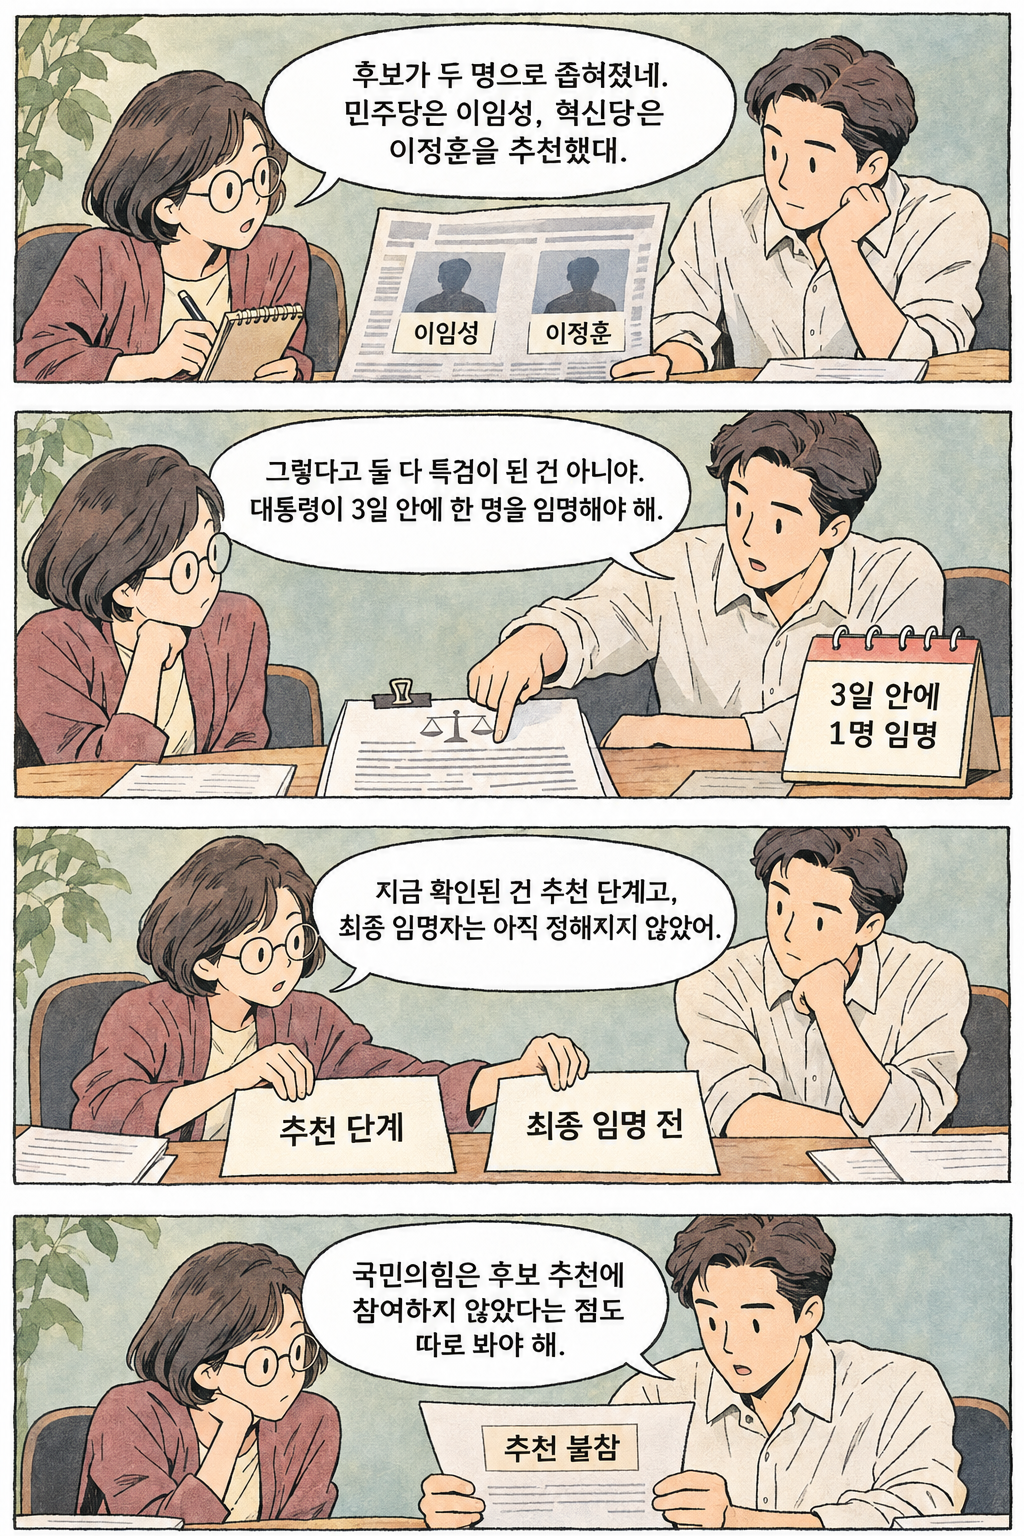 후보가 두 명으로 좁혀졌네.
민주당은 이임성, 혁신당은
이정훈을 추천했대.
이임성
이정훈
그렇다고 둘 다 특검이 된 건 아니야.
대통령이 3일 안에 한 명을 임명해야 해.
3일 안에
1명 임명
지금 확인된 건 추천 단계고,
최종 임명자는 아직 정해지지 않았어.
추천 단계
최종 임명 전
국민의힘은 후보 추천에
참여하지 않았다는 점도
따로 봐야 해.
추천 불참